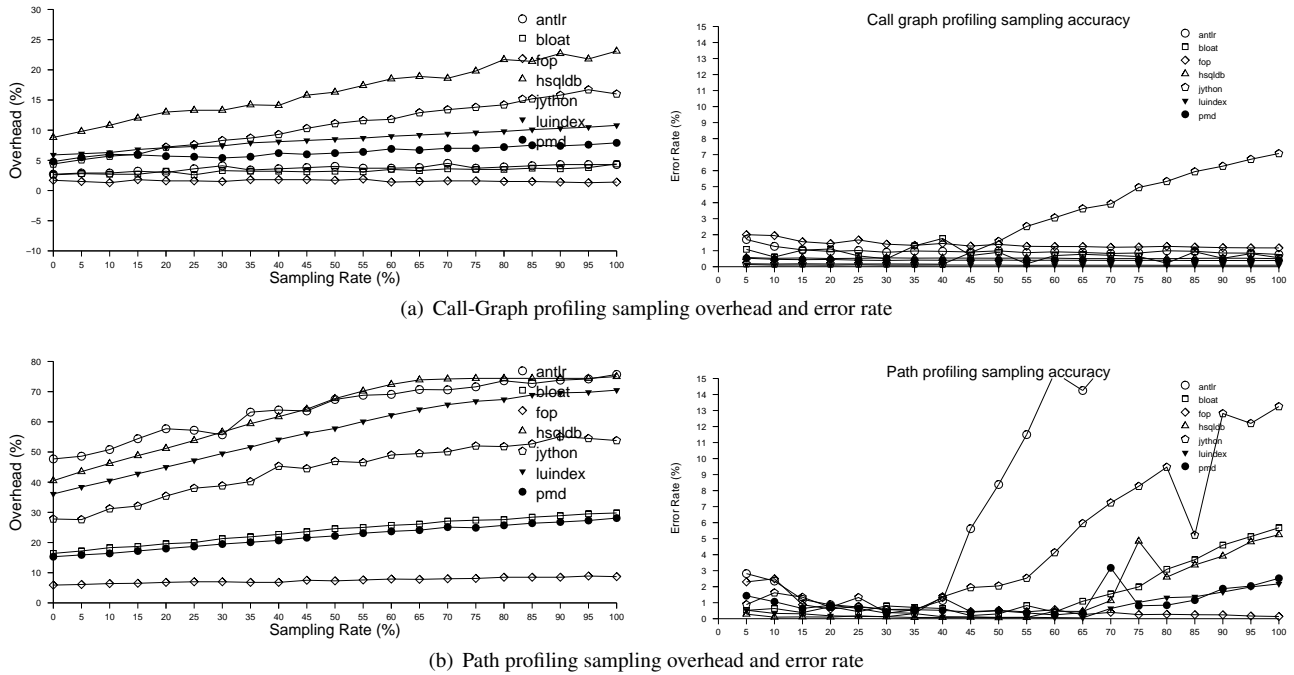 30
25
20
15
10
5
0
−5
−10
Overhead (%)
0 5 10 15 20 25 30 35 40 45 50 55 60 65 70 75 80 85 90 95 100
Sampling Rate (%)
antlr
bloat
fop
hsqldb
jython
luindex
pmd
Call graph profiling sampling accuracy
15
14
13
12
11
10
9
8
7
6
5
4
3
2
1
0
Error Rate (%)
0 5 10 15 20 25 30 35 40 45 50 55 60 65 70 75 80 85 90 95 100
antlr
bloat
fop
hsqldb
jython
luindex
pmd
(a) Call-Graph profiling sampling overhead and error rate
80
70
60
50
40
30
20
10
0
Overhead (%)
0 5 10 15 20 25 30 35 40 45 50 55 60 65 70 75 80 85 90 95 100
Sampling Rate (%)
antlr
bloat
fop
hsqldb
jython
luindex
pmd
Path profiling sampling accuracy
15
14
13
12
11
10
9
8
7
6
5
4
3
2
1
0
Error Rate (%)
0 5 10 15 20 25 30 35 40 45 50 55 60 65 70 75 80 85 90 95 100
antlr
bloat
fop
hsqldb
jython
luindex
pmd
(b) Path profiling sampling overhead and error rate